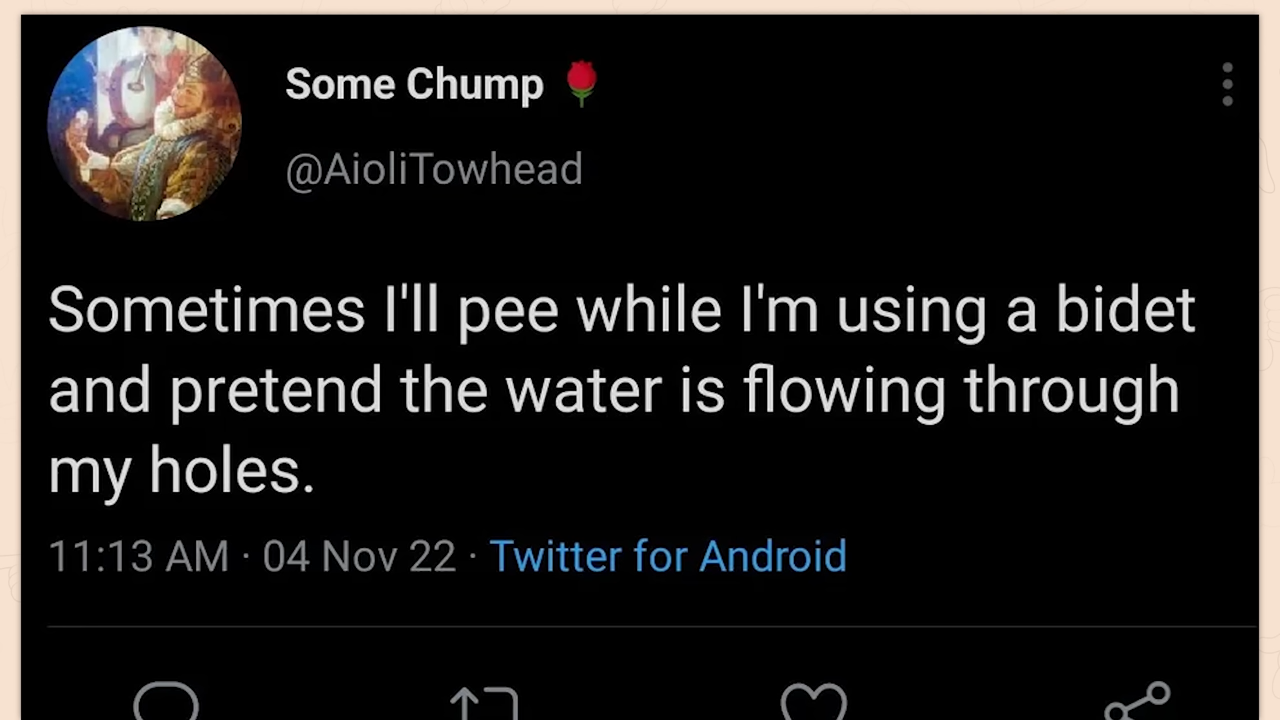 Some Chump 🌹
@AioliTowhead
Sometimes I'll pee while I'm using a bidet
and pretend the water is flowing through
my holes.
11:13 AM · 04 Nov 22 · Twitter for Android